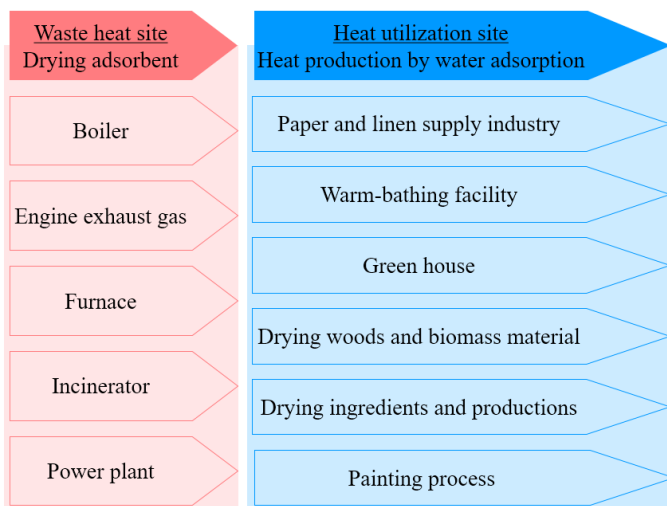 Waste heat site
Drying adsorbent
Boiler
Engine exhaust gas
Furnace
Incinerator
Power plant
Heat utilization site
Heat production by water adsorption
Paper and linen supply industry
Warm-bathing facility
Green house
Drying woods and biomass material
Drying ingredients and productions
Painting process